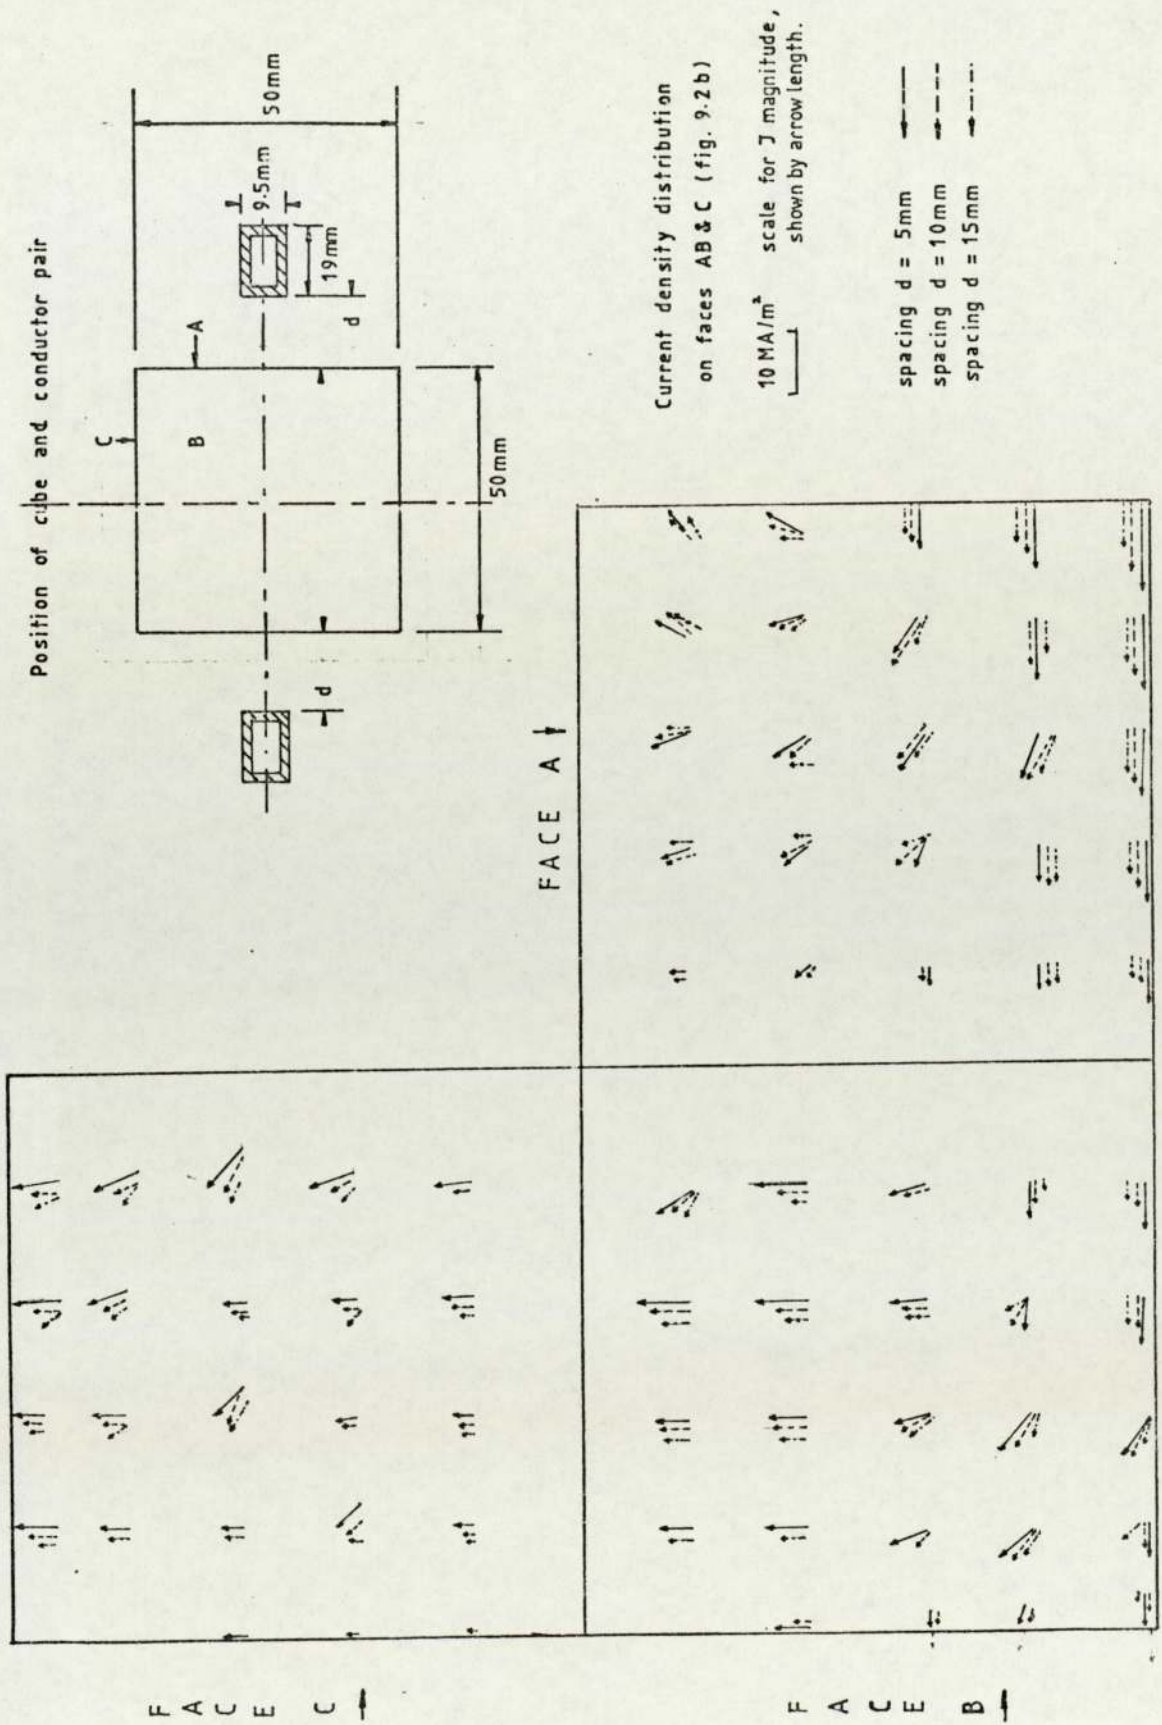 Position of cube and conductor pair
C
A
B
50mm
9.5mm
19mm
d
d
50mm
Current density distribution
on faces AB & C (fig. 9.2b)
10 MA/m²
scale for J magnitude,
shown by arrow length.
spacing d = 5mm
spacing d = 10mm
spacing d = 15mm
FACE A
FACE C
FACE B